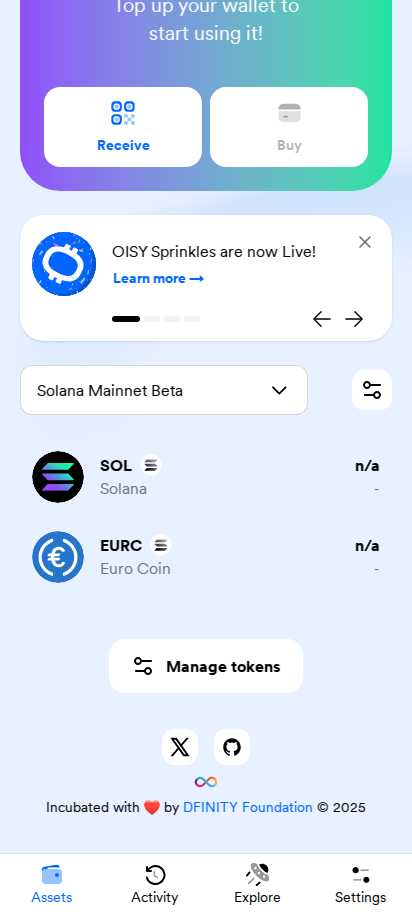 Top up your wallet to
start using it!
Receive
Buy
OISY Sprinkles are now Live!
Learn more →
Solana Mainnet Beta
SOL
n/a
Solana
-
EURC
n/a
Euro Coin
-
Manage tokens
Incubated with ❤️ by DFINITY Foundation © 2025
Assets
Activity
Explore
Settings